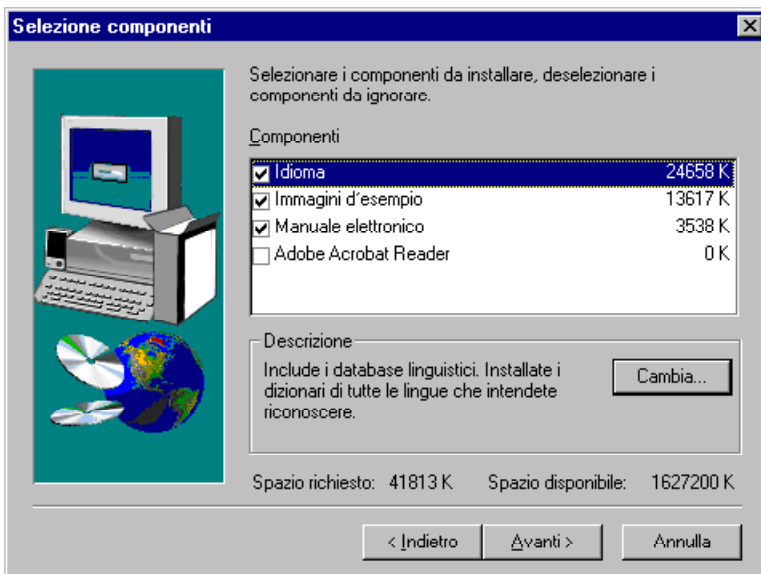 Selezione componenti
Selezionare i componenti da installare, deselezionare i
componenti da ignorare.
Componenti
Idioma 24658 K
Immagini d'esempio 13617 K
Manuale elettronico 3538 K
Adobe Acrobat Reader 0 K
Descrizione
Include i database linguistici. Installate i
dizionari di tutte le lingue che intendete
riconoscere.
Cambia...
Spazio richiesto: 41813 K Spazio disponibile: 1627200 K
< Indietro Avanti > Annulla